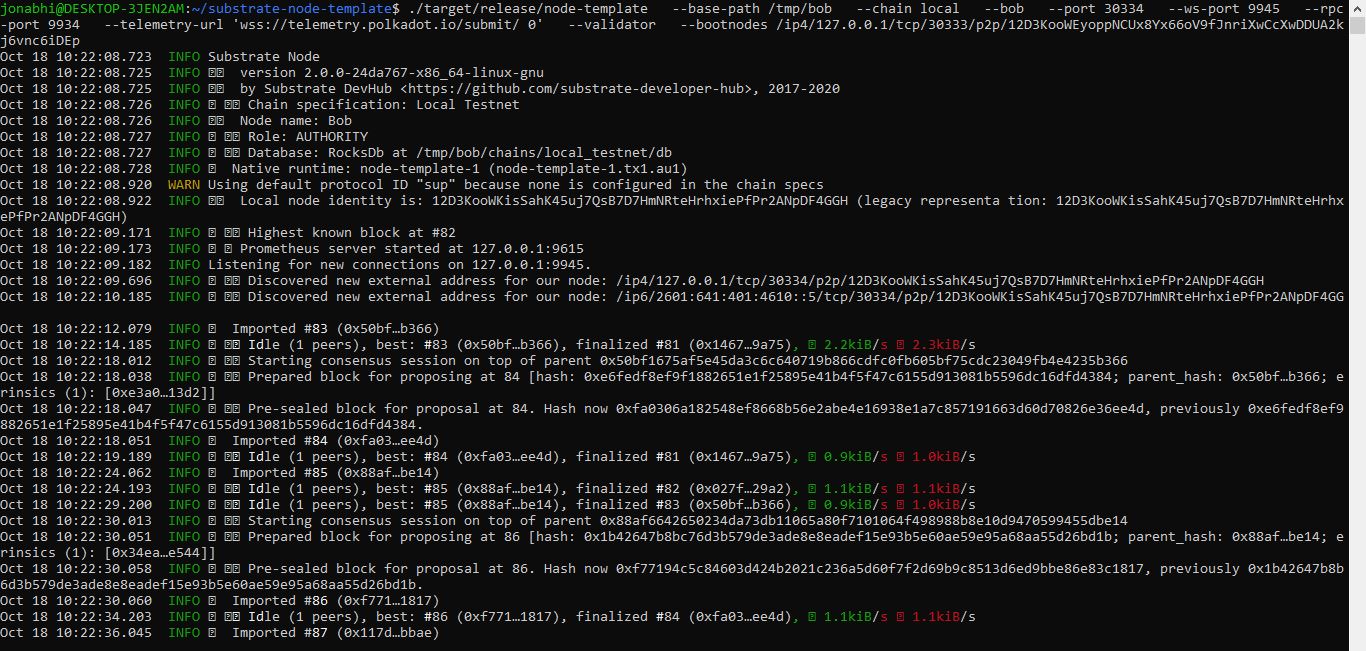 jonabhi@DESKTOP-3JEN2AM:~/substrate-node-template$ ./target/release/node-template   --base-path /tmp/bob   --chain local   --bob   --port 30334   --ws-port 9945   --rpc
-port 9934   --telemetry-url 'wss://telemetry.polkadot.io/submit/ 0'   --validator   --bootnodes /ip4/127.0.0.1/tcp/30333/p2p/12D3KooWEyoppNCUx8Yx66oV9fJnriXwCcXwDDUA2k
j6vnc6iDEp
Oct 18 10:22:08.723  INFO Substrate Node
Oct 18 10:22:08.725  INFO   version 2.0.0-24da767-x86_64-linux-gnu
Oct 18 10:22:08.725  INFO   by Substrate DevHub <https://github.com/substrate-developer-hub>, 2017-2020
Oct 18 10:22:08.726  INFO Chain specification: Local Testnet
Oct 18 10:22:08.726  INFO   Node name: Bob
Oct 18 10:22:08.727  INFO Role: AUTHORITY
Oct 18 10:22:08.727  INFO Database: RocksDb at /tmp/bob/chains/local_testnet/db
Oct 18 10:22:08.728  INFO   Native runtime: node-template-1 (node-template-1.tx1.au1)
Oct 18 10:22:08.920  WARN Using default protocol ID "sup" because none is configured in the chain specs
Oct 18 10:22:08.922  INFO   Local node identity is: 12D3KooWKisSahK45uj7QsB7D7HmNRteHrhxiePfPr2ANpDF4GGH (legacy representa tion: 12D3KooWKisSahK45uj7QsB7D7HmNRteHrhx
ePfPr2ANpDF4GGH)
Oct 18 10:22:09.171  INFO Highest known block at #82
Oct 18 10:22:09.173  INFO Prometheus server started at 127.0.0.1:9615
Oct 18 10:22:09.182  INFO Listening for new connections on 127.0.0.1:9945.
Oct 18 10:22:09.696  INFO Discovered new external address for our node: /ip4/127.0.0.1/tcp/30334/p2p/12D3KooWKisSahK45uj7QsB7D7HmNRteHrhxiePfPr2ANpDF4GGH
Oct 18 10:22:10.185  INFO Discovered new external address for our node: /ip6/2601:641:401:4610::5/tcp/30334/p2p/12D3KooWKisSahK45uj7QsB7D7HmNRteHrhxiePfPr2ANpDF4GG
Oct 18 10:22:12.079  INFO   Imported #83 (0x50bf…b366)
Oct 18 10:22:14.185  INFO Idle (1 peers), best: #83 (0x50bf…b366), finalized #81 (0x1467…9a75), 2.2kiB/s 2.3kiB/s
Oct 18 10:22:18.012  INFO Starting consensus session on top of parent 0x50bf1675af5e45da3c6c640719b866cdfc0fb605bf75cdc23049fb4e4235b366
Oct 18 10:22:18.038  INFO Prepared block for proposing at 84 [hash: 0xe6fedf8ef9f1882651e1f25895e41b4f5f47c6155d913081b5596dc16dfd4384; parent_hash: 0x50bf…b366; e
rinsics (1): [0xe3a0…13d2]]
Oct 18 10:22:18.047  INFO Pre-sealed block for proposal at 84. Hash now 0xfa0306a182548ef8668b56e2abe4e16938e1a7c857191663d60d70826e36ee4d, previously 0xe6fedf8ef9
882651e1f25895e41b4f5f47c6155d913081b5596dc16dfd4384.
Oct 18 10:22:18.051  INFO   Imported #84 (0xfa03…ee4d)
Oct 18 10:22:19.189  INFO Idle (1 peers), best: #84 (0xfa03…ee4d), finalized #81 (0x1467…9a75), 0.9kiB/s 1.0kiB/s
Oct 18 10:22:24.062  INFO   Imported #85 (0x88af…be14)
Oct 18 10:22:24.193  INFO Idle (1 peers), best: #85 (0x88af…be14), finalized #82 (0x027f…29a2), 1.1kiB/s 1.1kiB/s
Oct 18 10:22:29.200  INFO Idle (1 peers), best: #85 (0x88af…be14), finalized #83 (0x50bf…b366), 0.9kiB/s 1.0kiB/s
Oct 18 10:22:30.013  INFO Starting consensus session on top of parent 0x88af6642650234da73db11065a80f7101064f498988b8e10d9470599455dbe14
Oct 18 10:22:30.051  INFO Prepared block for proposing at 86 [hash: 0x1b42647b8bc76d3b579de3ade8e8eadef15e93b5e60ae59e95a68aa55d26bd1b; parent_hash: 0x88af…be14; e
rinsics (1): [0x34ea…e544]]
Oct 18 10:22:30.058  INFO Pre-sealed block for proposal at 86. Hash now 0xf77194c5c84603d424b2021c236a5d60f7f2d69b9c8513d6ed9bbe86e83c1817, previously 0x1b42647b8b
6d3b579de3ade8e8eadef15e93b5e60ae59e95a68aa55d26bd1b.
Oct 18 10:22:30.060  INFO   Imported #86 (0xf771…1817)
Oct 18 10:22:34.203  INFO Idle (1 peers), best: #86 (0xf771…1817), finalized #84 (0xfa03…ee4d), 1.1kiB/s 1.1kiB/s
Oct 18 10:22:36.045  INFO   Imported #87 (0x117d…bbae)